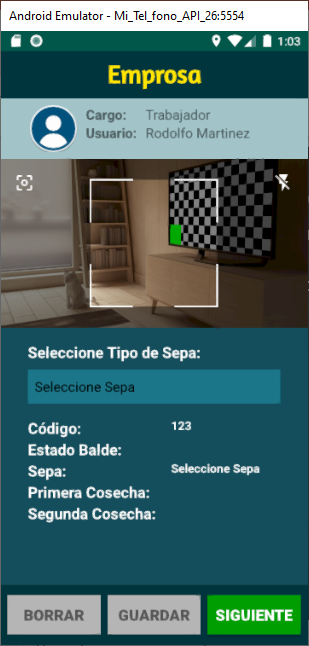 Android Emulator - Mi_Tel_fono_API_26:5554
1:03
Emprosa
Cargo: Trabajador
Usuario: Rodolfo Martinez
Seleccione Tipo de Sepa:
Seleccione Sepa
Código: 123
Estado Balde:
Sepa: Seleccione Sepa
Primera Cosecha:
Segunda Cosecha:
BORRAR GUARDAR SIGUIENTE